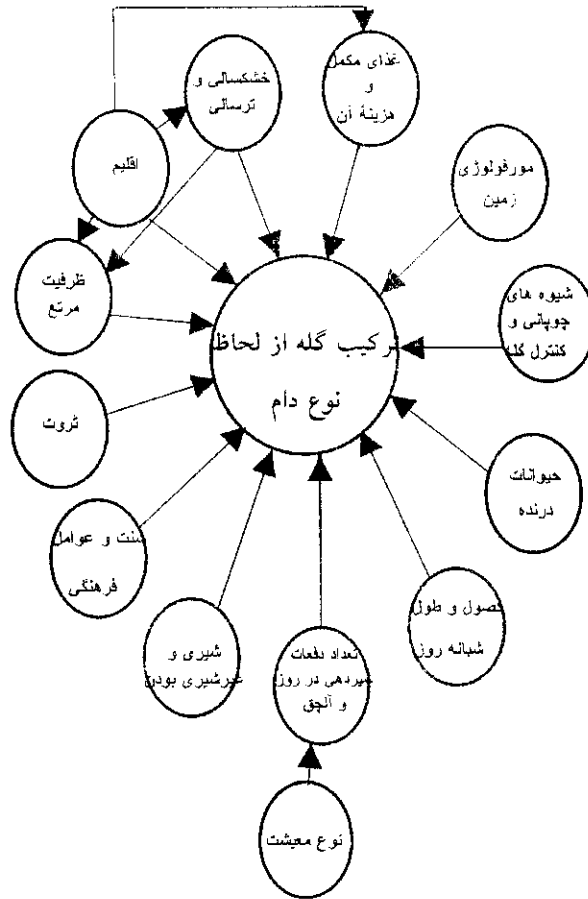 غذای مکمل
و
هزینهٔ آن
خشکسالی و
ترسالی
اقلیم
مورفولوژی
زمین
ظرفیت
مرتع
شیوه های
چوپانی و
کنترل گله
ترکیب گله از لحاظ
نوع دام
ثروت
حیوانات
درنده
سنت و عوامل
فرهنگی
فصول و طول
شبانه روز
شیری و
غیرشیری بودن
تعداد دفعات
شیردهی در روز
و آلچق
نوع معیشت